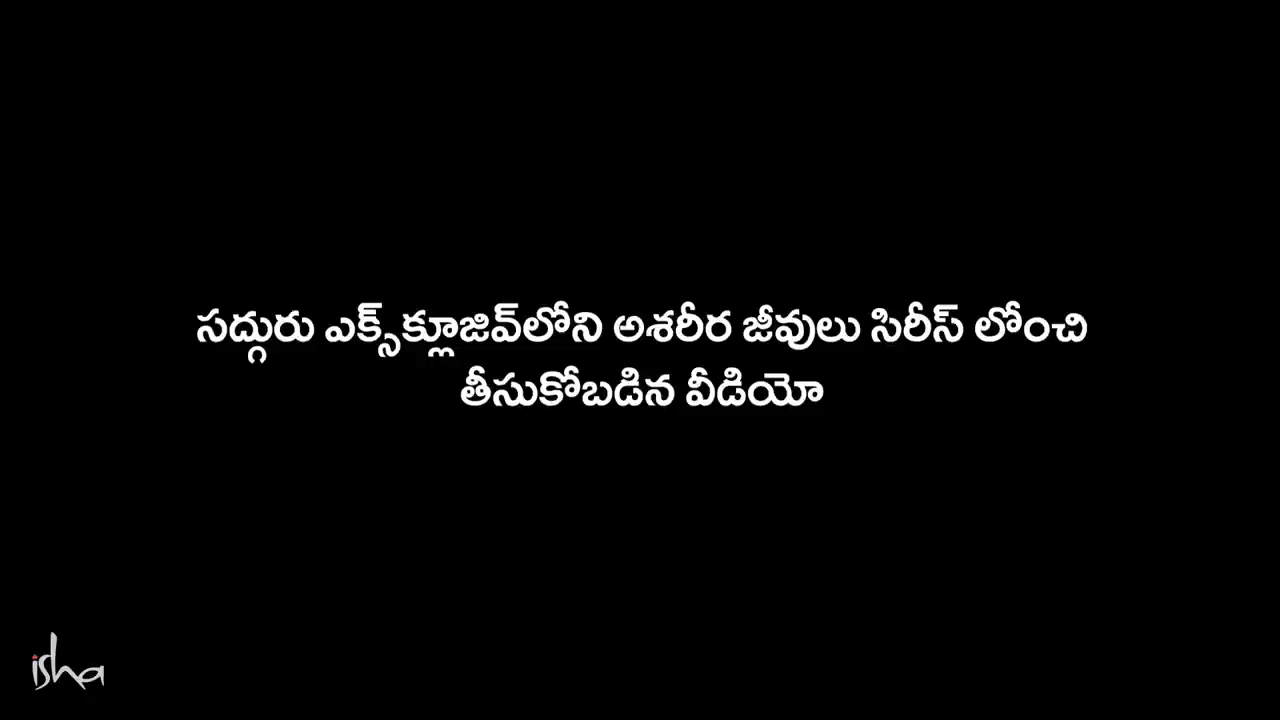 సద్గురు ఎక్స్‌క్లూజివ్‌లోని అశరీర జీవులు సిరీస్ లోంచి
తీసుకోబడిన వీడియో
isha